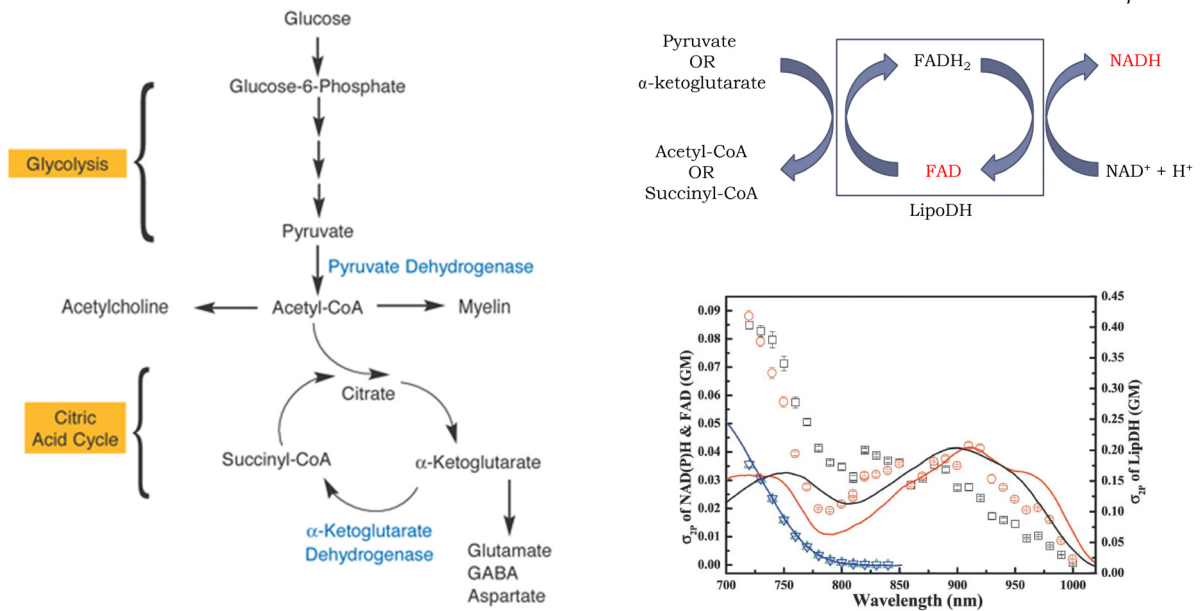 Glucose
Glucose-6-Phosphate
Glycolysis
Pyruvate
Pyruvate Dehydrogenase
Acetylcholine
Acetyl-CoA
Myelin
Citrate
Citric
Acid Cycle
Succinyl-CoA
α-Ketoglutarate
α-Ketoglutarate
Dehydrogenase
Glutamate
GABA
Aspartate
Pyruvate
OR
α-ketoglutarate
FADH₂
NADH
Acetyl-CoA
OR
Succinyl-CoA
FAD
NAD⁺ + H⁺
LipoDH
σ₂P of NAD(P)H & FAD (GM)
0.09
0.08
0.07
0.06
0.05
0.04
0.03
0.02
0.01
0.00
0.45
0.40
0.35
0.30
0.25
0.20
0.15
0.10
0.05
0.00
σ₂P of LipDH (GM)
700 750 800 850 900 950 1000
Wavelength (nm)